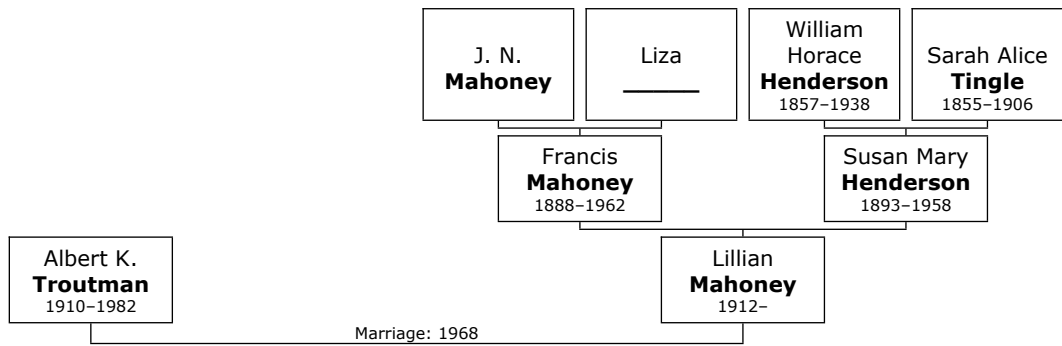 J. N.
Mahoney
Liza
______
William
Horace
Henderson
1857–1938
Sarah Alice
Tingle
1855–1906
Francis
Mahoney
1888–1962
Susan Mary
Henderson
1893–1958
Albert K.
Troutman
1910–1982
Lillian
Mahoney
1912–
Marriage: 1968